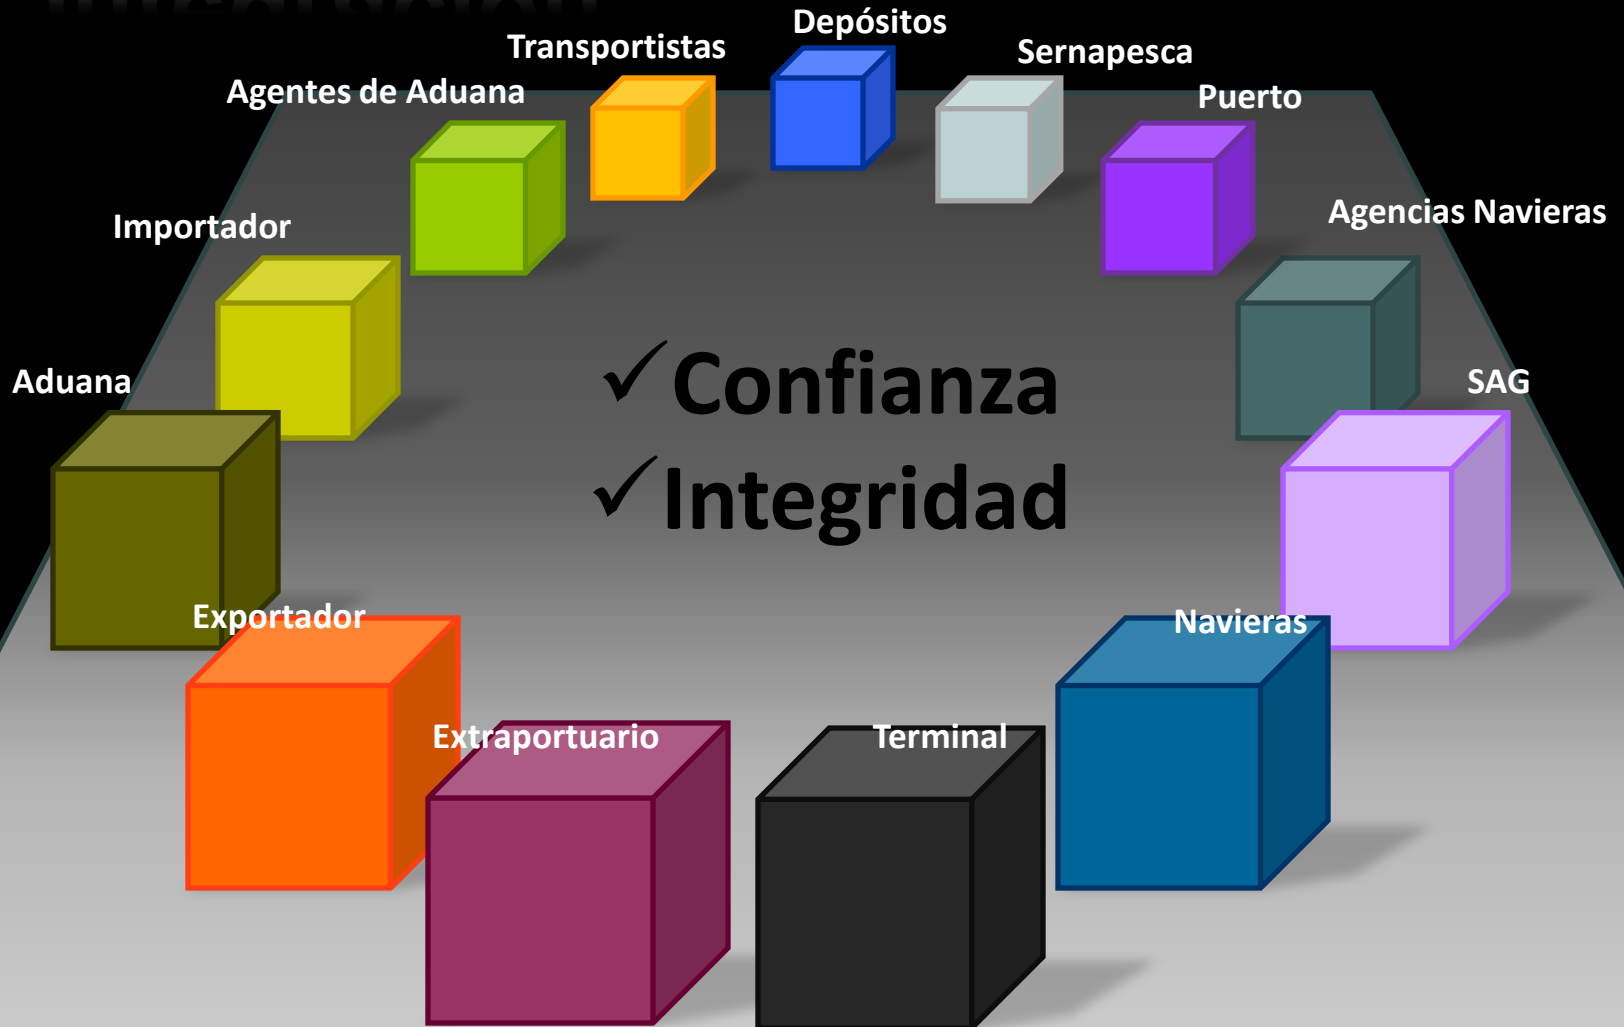 Depósitos
Transportistas
Sernapesca
Agentes de Aduana
Puerto
Importador
Agencias Navieras
Aduana
SAG
✓Confianza
✓Integridad
Exportador
Navieras
Extraportuario
Terminal